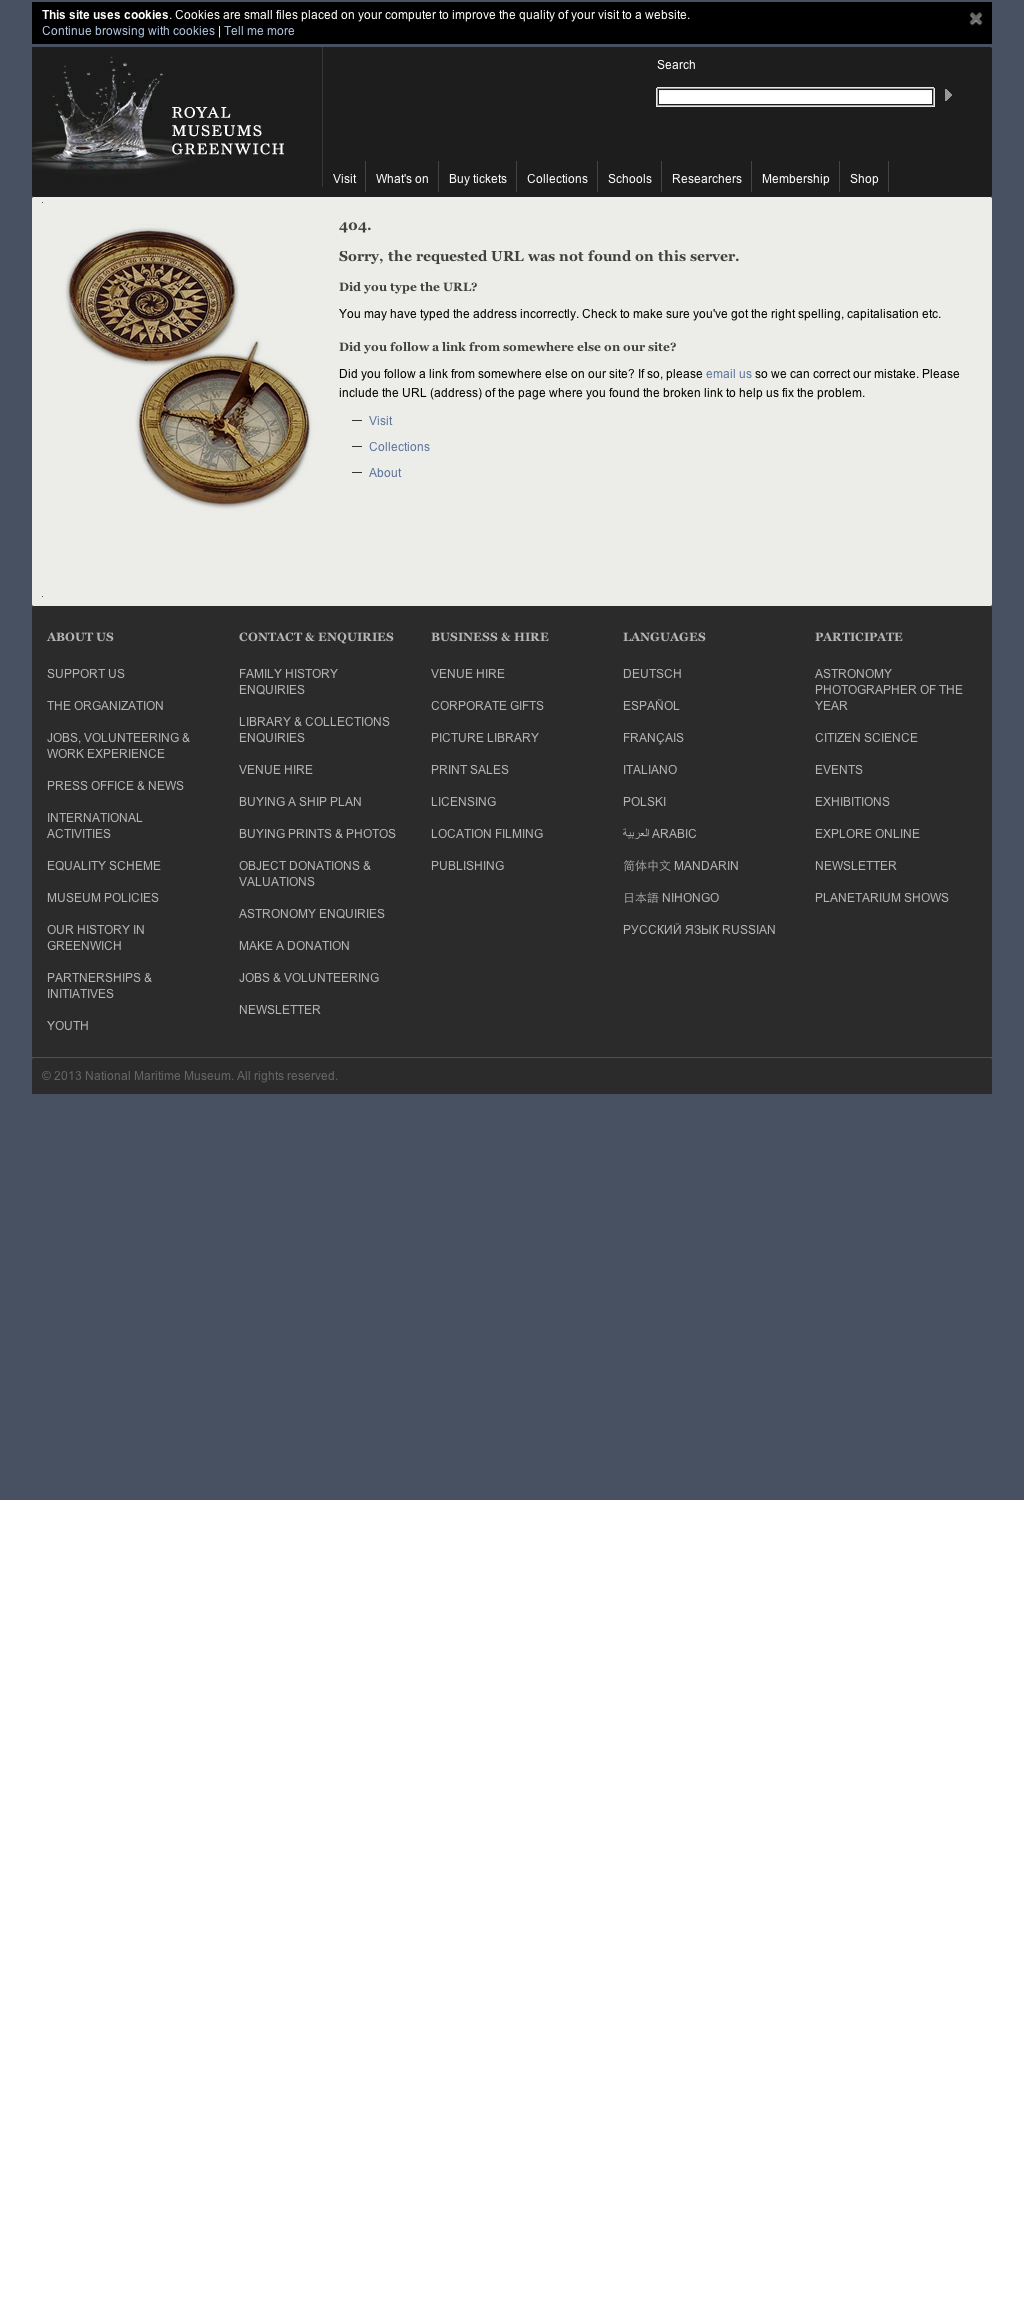 This site uses cookies. Cookies are small files placed on your computer to improve the quality of your visit to a website.
Continue browsing with cookies | Tell me more
Search
ROYAL
MUSEUMS
GREENWICH
Visit
What's on
Buy tickets
Collections
Schools
Researchers
Membership
Shop
404.
Sorry, the requested URL was not found on this server.
Did you type the URL?
You may have typed the address incorrectly. Check to make sure you've got the right spelling, capitalisation etc.
Did you follow a link from somewhere else on our site?
Did you follow a link from somewhere else on our site? If so, please email us so we can correct our mistake. Please
include the URL (address) of the page where you found the broken link to help us fix the problem.
— Visit
— Collections
— About
ABOUT US
SUPPORT US
THE ORGANIZATION
JOBS, VOLUNTEERING &
WORK EXPERIENCE
PRESS OFFICE & NEWS
INTERNATIONAL
ACTIVITIES
EQUALITY SCHEME
MUSEUM POLICIES
OUR HISTORY IN
GREENWICH
PARTNERSHIPS &
INITIATIVES
YOUTH
CONTACT & ENQUIRIES
FAMILY HISTORY
ENQUIRIES
LIBRARY & COLLECTIONS
ENQUIRIES
VENUE HIRE
BUYING A SHIP PLAN
BUYING PRINTS & PHOTOS
OBJECT DONATIONS &
VALUATIONS
ASTRONOMY ENQUIRIES
MAKE A DONATION
JOBS & VOLUNTEERING
NEWSLETTER
BUSINESS & HIRE
VENUE HIRE
CORPORATE GIFTS
PICTURE LIBRARY
PRINT SALES
LICENSING
LOCATION FILMING
PUBLISHING
LANGUAGES
DEUTSCH
ESPAÑOL
FRANÇAIS
ITALIANO
POLSKI
العربية ARABIC
简体中文 MANDARIN
日本語 NIHONGO
РУССКИЙ ЯЗЫК RUSSIAN
PARTICIPATE
ASTRONOMY
PHOTOGRAPHER OF THE
YEAR
CITIZEN SCIENCE
EVENTS
EXHIBITIONS
EXPLORE ONLINE
NEWSLETTER
PLANETARIUM SHOWS
© 2013 National Maritime Museum. All rights reserved.